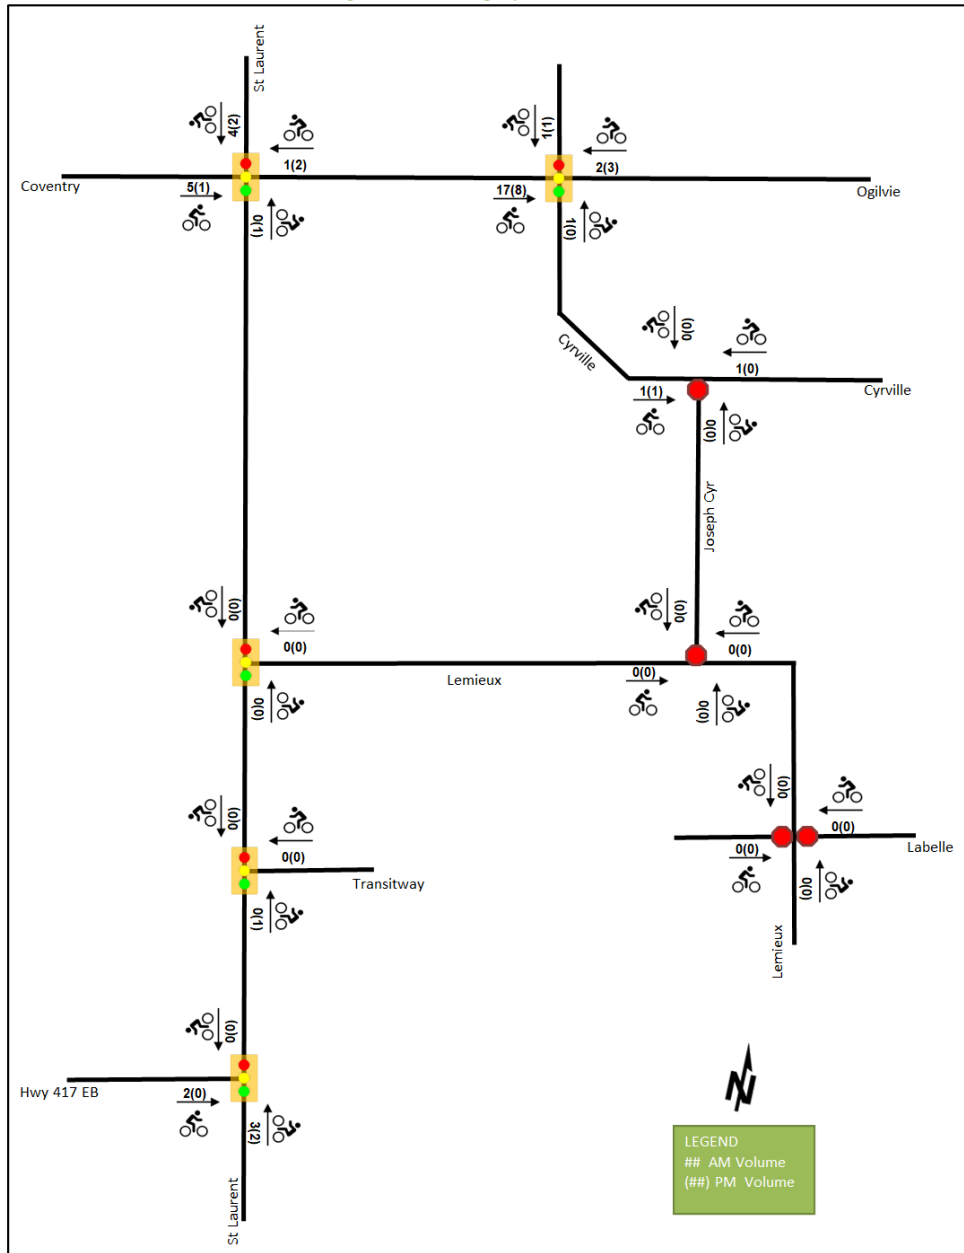 St Laurent
4(2)
1(2)
1(1)
2(3)
Coventry
5(1)
17(8)
Ogilvie
0(1)
1(0)
0(0)
Cyrville
1(0)
1(1)
Cyrville
0(0)
Joseph Cyr
0(0)
0(0)
0(0)
0(0)
0(0)
Lemieux
0(0)
0(0)
0(0)
0(0)
0(0)
0(0)
0(0)
0(0)
Labelle
Transitway
0(0)
0(1)
Lemieux
0(0)
Hwy 417 EB
2(0)
3(2)
N
LEGEND
## AM Volume
(##) PM Volume
St Laurent